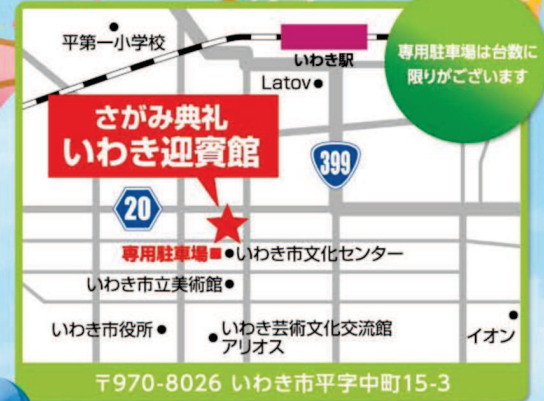 平第一小学校
いわき駅
専用駐車場は台数に
限りがございます
Latov
さがみ典礼
いわき迎賓館
399
20
専用駐車場
いわき市文化センター
いわき市立美術館
いわき市役所
いわき芸術文化交流館
アリオス
イオン
〒970-8026 いわき市平字中町15-3